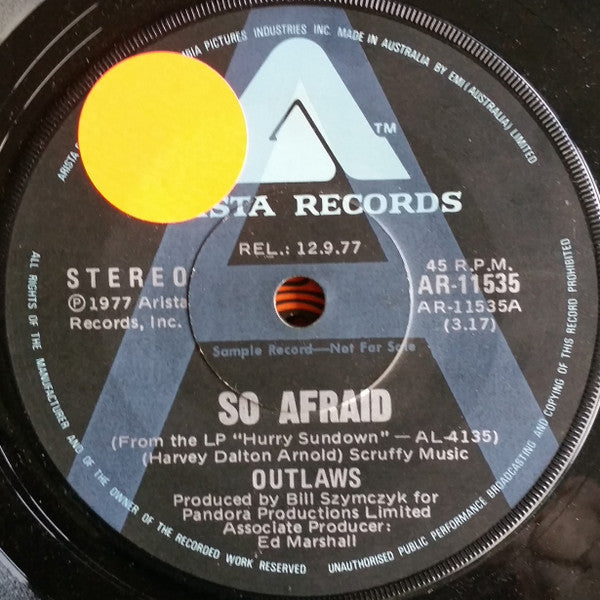 ARISTA PICTURES INDUSTRIES INC. MADE IN AUSTRALIA BY EMI (AUSTRALIA) LIMITED
TM
ARISTA RECORDS
REL.: 12.9.77
STEREO
℗ 1977 Arista
Records, Inc.
45 R.P.M.
AR-11535
AR-11535A
(3.17)
Sample Record—Not For Sale
SO AFRAID
(From the LP "Hurry Sundown" — AL-4135)
(Harvey Dalton Arnold) Scruffy Music
OUTLAWS
Produced by Bill Szymczyk for
Pandora Productions Limited
Associate Producer:
Ed Marshall
ALL RIGHTS OF THE MANUFACTURER AND OF THE OWNER OF THE RECORDED WORK RESERVED UNAUTHORISED PUBLIC PERFORMANCE BROADCASTING AND COPYING OF THIS RECORD PROHIBITED